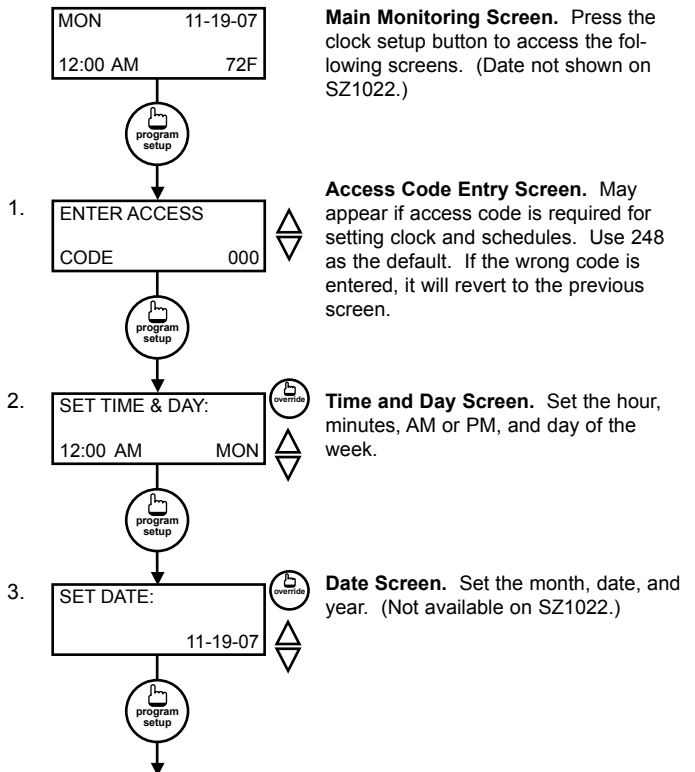 MON 11-19-07
12:00 AM 72F
Main Monitoring Screen. Press the
clock setup button to access the fol-
lowing screens. (Date not shown on
SZ1022.)
program
setup
1.
ENTER ACCESS
CODE 000
Access Code Entry Screen. May
appear if access code is required for
setting clock and schedules. Use 248
as the default. If the wrong code is
entered, it will revert to the previous
screen.
program
setup
2.
SET TIME & DAY:
12:00 AM MON
override
Time and Day Screen. Set the hour,
minutes, AM or PM, and day of the
week.
program
setup
3.
SET DATE:
11-19-07
override
Date Screen. Set the month, date, and
year. (Not available on SZ1022.)
program
setup